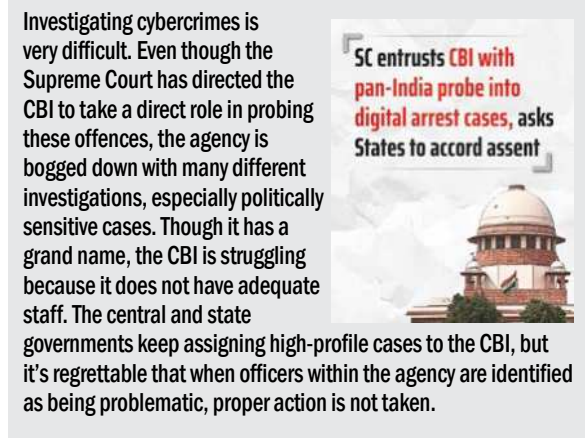 Investigating cybercrimes is
very difficult. Even though the
Supreme Court has directed the
CBI to take a direct role in probing
these offences, the agency is
bogged down with many different
investigations, especially politically
sensitive cases. Though it has a
grand name, the CBI is struggling
because it does not have adequate
staff. The central and state
governments keep assigning high-profile cases to the CBI, but
it's regrettable that when officers within the agency are identified
as being problematic, proper action is not taken.
SC entrusts CBI with
pan-India probe into
digital arrest cases, asks
States to accord assent